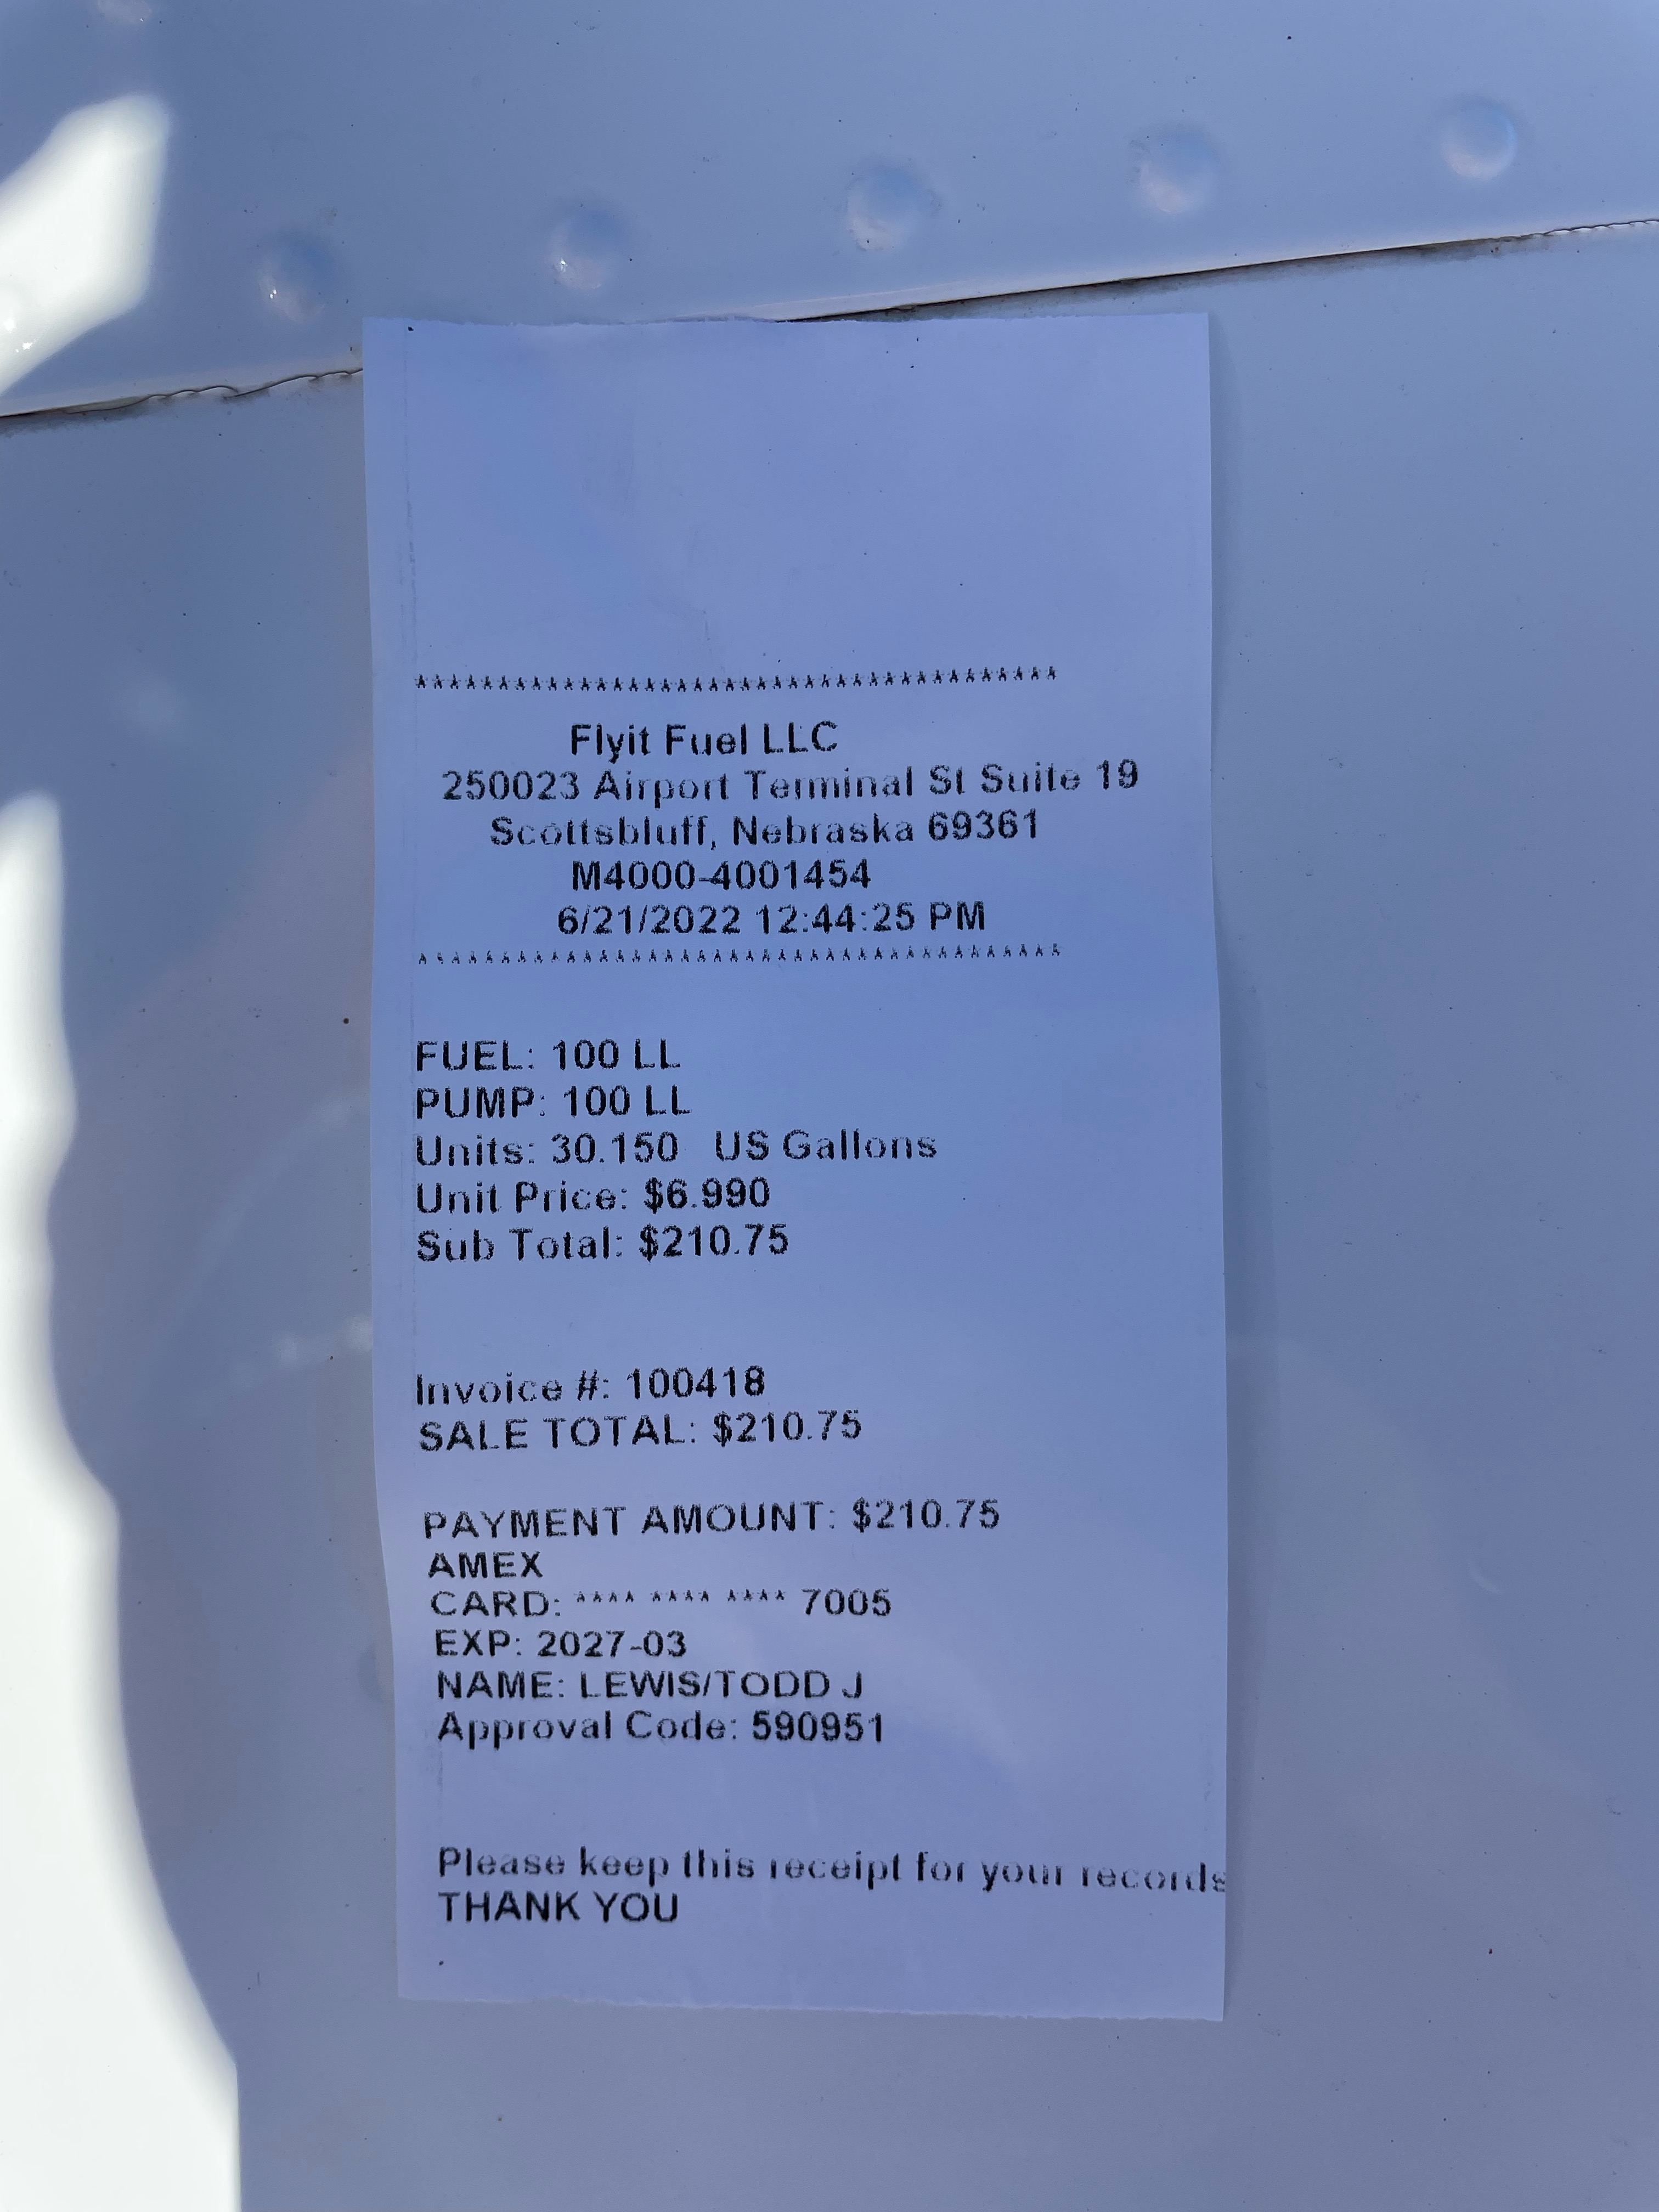 ****************************************
Flyit Fuel LLC
250023 Airport Terminal St Suite 19
Scottsbluff, Nebraska 69361
M4000-4001454
6/21/2022 12:44:25 PM
****************************************
FUEL: 100 LL
PUMP: 100 LL
Units: 30.150 US Gallons
Unit Price: $6.990
Sub Total: $210.75
Invoice #: 100418
SALE TOTAL: $210.75
PAYMENT AMOUNT: $210.75
AMEX
CARD: **** **** **** 7005
EXP: 2027-03
NAME: LEWIS/TODD J
Approval Code: 590951
Please keep this receipt for your records
THANK YOU